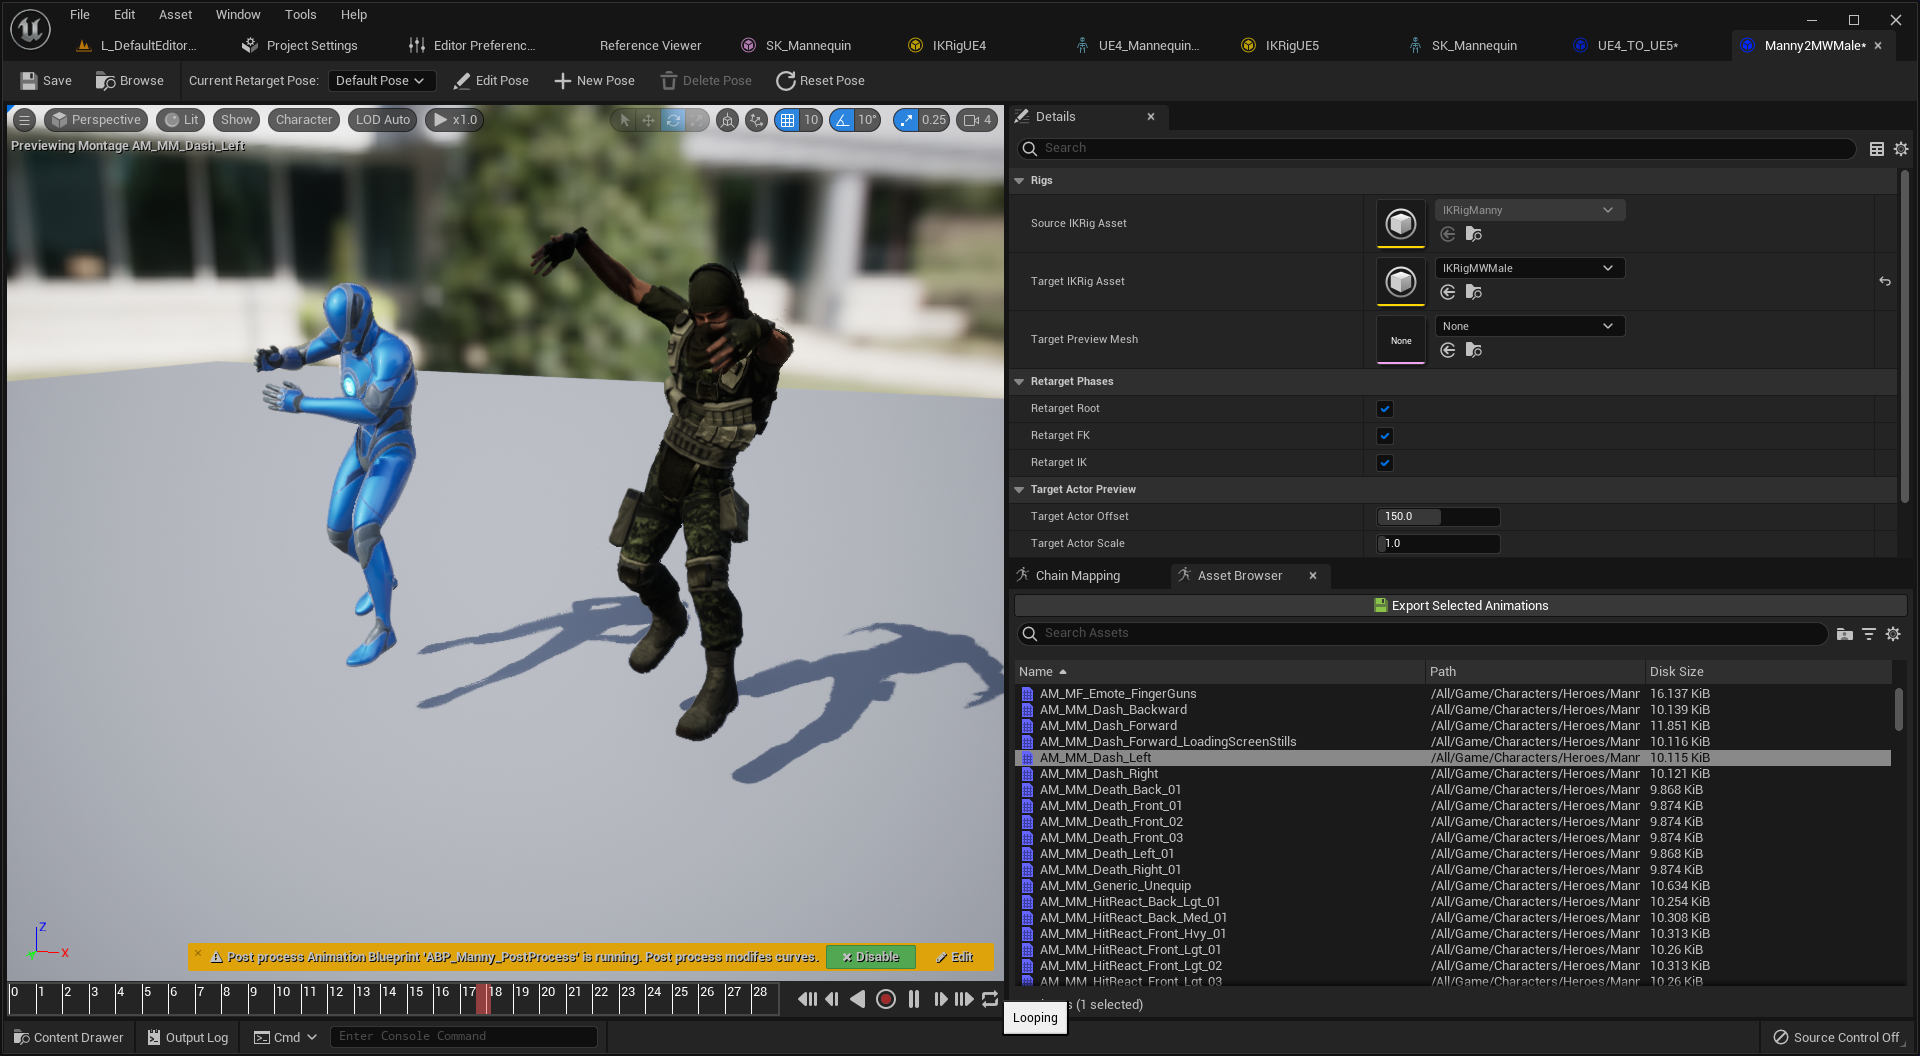 File Edit Asset Window Tools Help
L_DefaultEditor... Project Settings Editor Preferenc... Reference Viewer SK_Mannequin IKRigUE4 UE4_Mannequin... IKRigUE5 SK_Mannequin UE4_TO_UE5* Manny2MWMale*
Save Browse Current Retarget Pose: Default Pose Edit Pose New Pose Delete Pose Reset Pose
Perspective Lit Show Character LOD Auto x1.0 10 10° 0.25 4
Previewing Montage AM_MM_Dash_Left
Details
Search
Rigs
Source IKRig Asset IKRigManny
Target IKRig Asset IKRigMWMale
Target Preview Mesh None None
Retarget Phases
Retarget Root
Retarget FK
Retarget IK
Target Actor Preview
Target Actor Offset 150.0
Target Actor Scale 1.0
Chain Mapping Asset Browser
Export Selected Animations
Search Assets
Name Path Disk Size
AM_MF_Emote_FingerGuns /All/Game/Characters/Heroes/Manr 16.137 KiB
AM_MM_Dash_Backward /All/Game/Characters/Heroes/Manr 10.139 KiB
AM_MM_Dash_Forward /All/Game/Characters/Heroes/Manr 11.851 KiB
AM_MM_Dash_Forward_LoadingScreenStills /All/Game/Characters/Heroes/Manr 10.116 KiB
AM_MM_Dash_Left /All/Game/Characters/Heroes/Manr 10.115 KiB
AM_MM_Dash_Right /All/Game/Characters/Heroes/Manr 10.121 KiB
AM_MM_Death_Back_01 /All/Game/Characters/Heroes/Manr 9.868 KiB
AM_MM_Death_Front_01 /All/Game/Characters/Heroes/Manr 9.874 KiB
AM_MM_Death_Front_02 /All/Game/Characters/Heroes/Manr 9.874 KiB
AM_MM_Death_Front_03 /All/Game/Characters/Heroes/Manr 9.874 KiB
AM_MM_Death_Left_01 /All/Game/Characters/Heroes/Manr 9.868 KiB
AM_MM_Death_Right_01 /All/Game/Characters/Heroes/Manr 9.874 KiB
AM_MM_Generic_Unequip /All/Game/Characters/Heroes/Manr 10.634 KiB
AM_MM_HitReact_Back_Lgt_01 /All/Game/Characters/Heroes/Manr 10.254 KiB
AM_MM_HitReact_Back_Med_01 /All/Game/Characters/Heroes/Manr 10.308 KiB
AM_MM_HitReact_Front_Hvy_01 /All/Game/Characters/Heroes/Manr 10.313 KiB
AM_MM_HitReact_Front_Lgt_01 /All/Game/Characters/Heroes/Manr 10.26 KiB
AM_MM_HitReact_Front_Lgt_02 /All/Game/Characters/Heroes/Manr 10.313 KiB
AM_MM_HitReact_Front_Lgt_03 /All/Game/Characters/Heroes/Manr 10.26 KiB
Z
X
Post process Animation Blueprint 'ABP_Manny_PostProcess' is running. Post process modifes curves. Disable Edit
0 1 2 3 4 5 6 7 8 9 10 11 12 13 14 15 16 17 18 19 20 21 22 23 24 25 26 27 28
(1 selected)
Looping
Content Drawer Output Log Cmd Enter Console Command Source Control Off